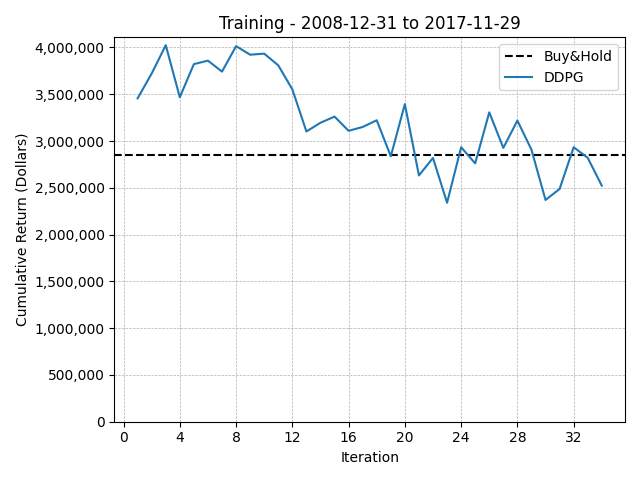 Training - 2008-12-31 to 2017-11-29
Buy&Hold
DDPG
Cumulative Return (Dollars)
4,000,000
3,500,000
3,000,000
2,500,000
2,000,000
1,500,000
1,000,000
500,000
0
0 4 8 12 16 20 24 28 32
Iteration